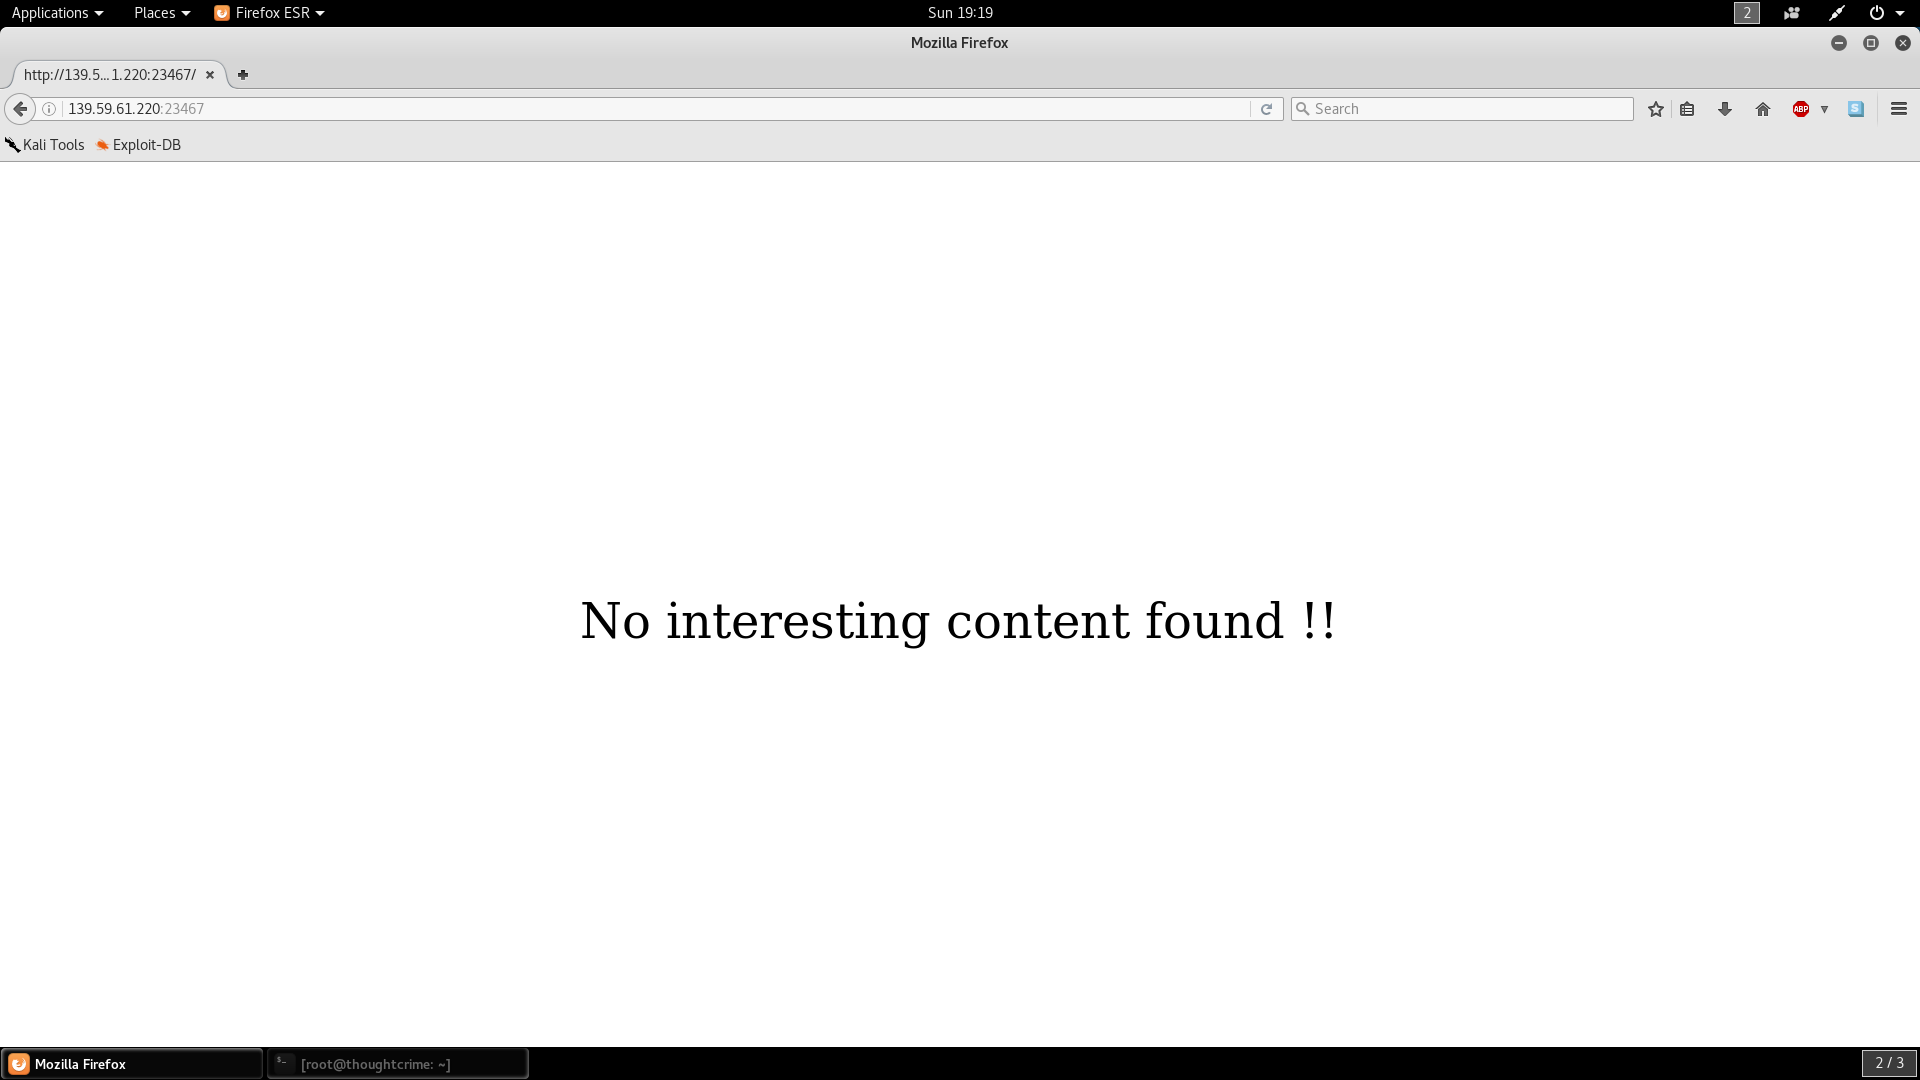 Applications Places Firefox ESR Sun 19:19 2
Mozilla Firefox
http://139.5...1.220:23467/
139.59.61.220:23467 Search ABP S
Kali Tools Exploit-DB
No interesting content found !!
Mozilla Firefox [root@thoughtcrime: ~] 2 / 3